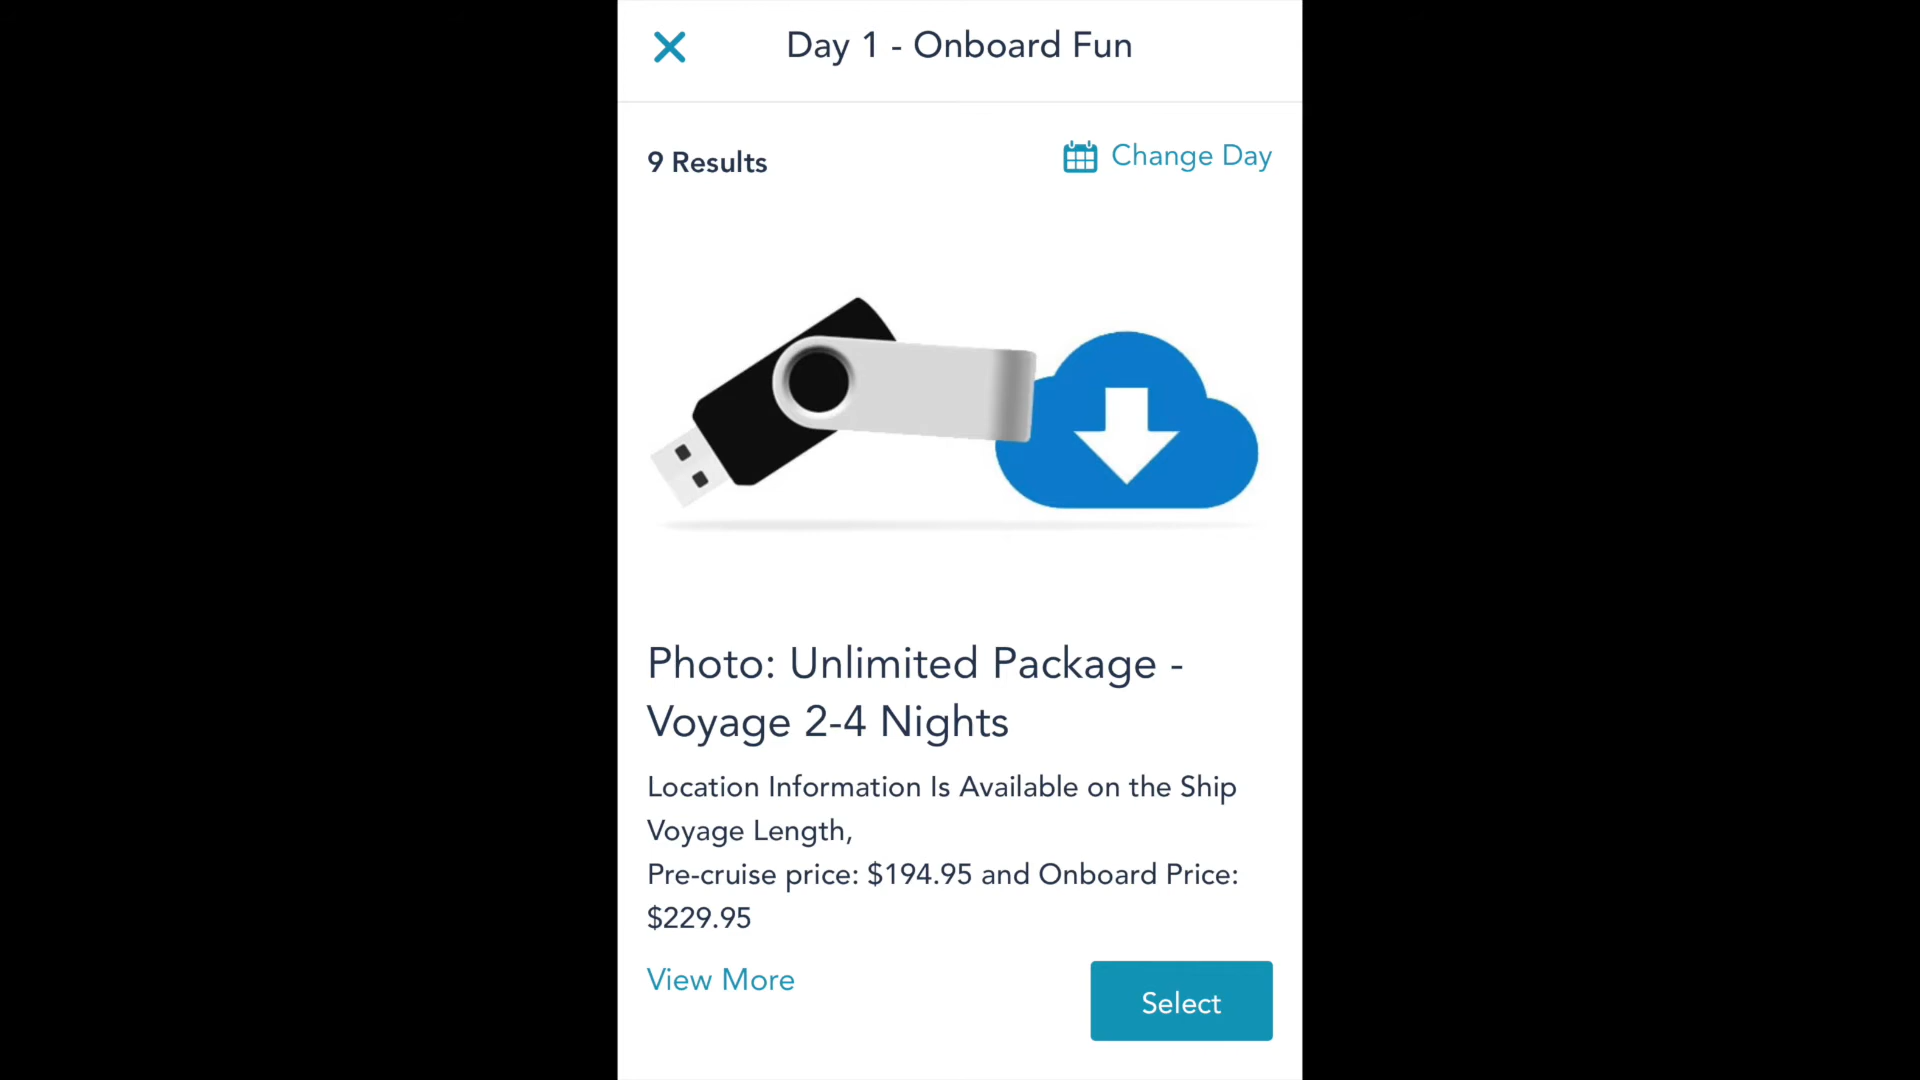 Day 1 - Onboard Fun
9 Results
Change Day
Photo: Unlimited Package -
Voyage 2-4 Nights
Location Information Is Available on the Ship
Voyage Length,
Pre-cruise price: $194.95 and Onboard Price:
$229.95
View More
Select